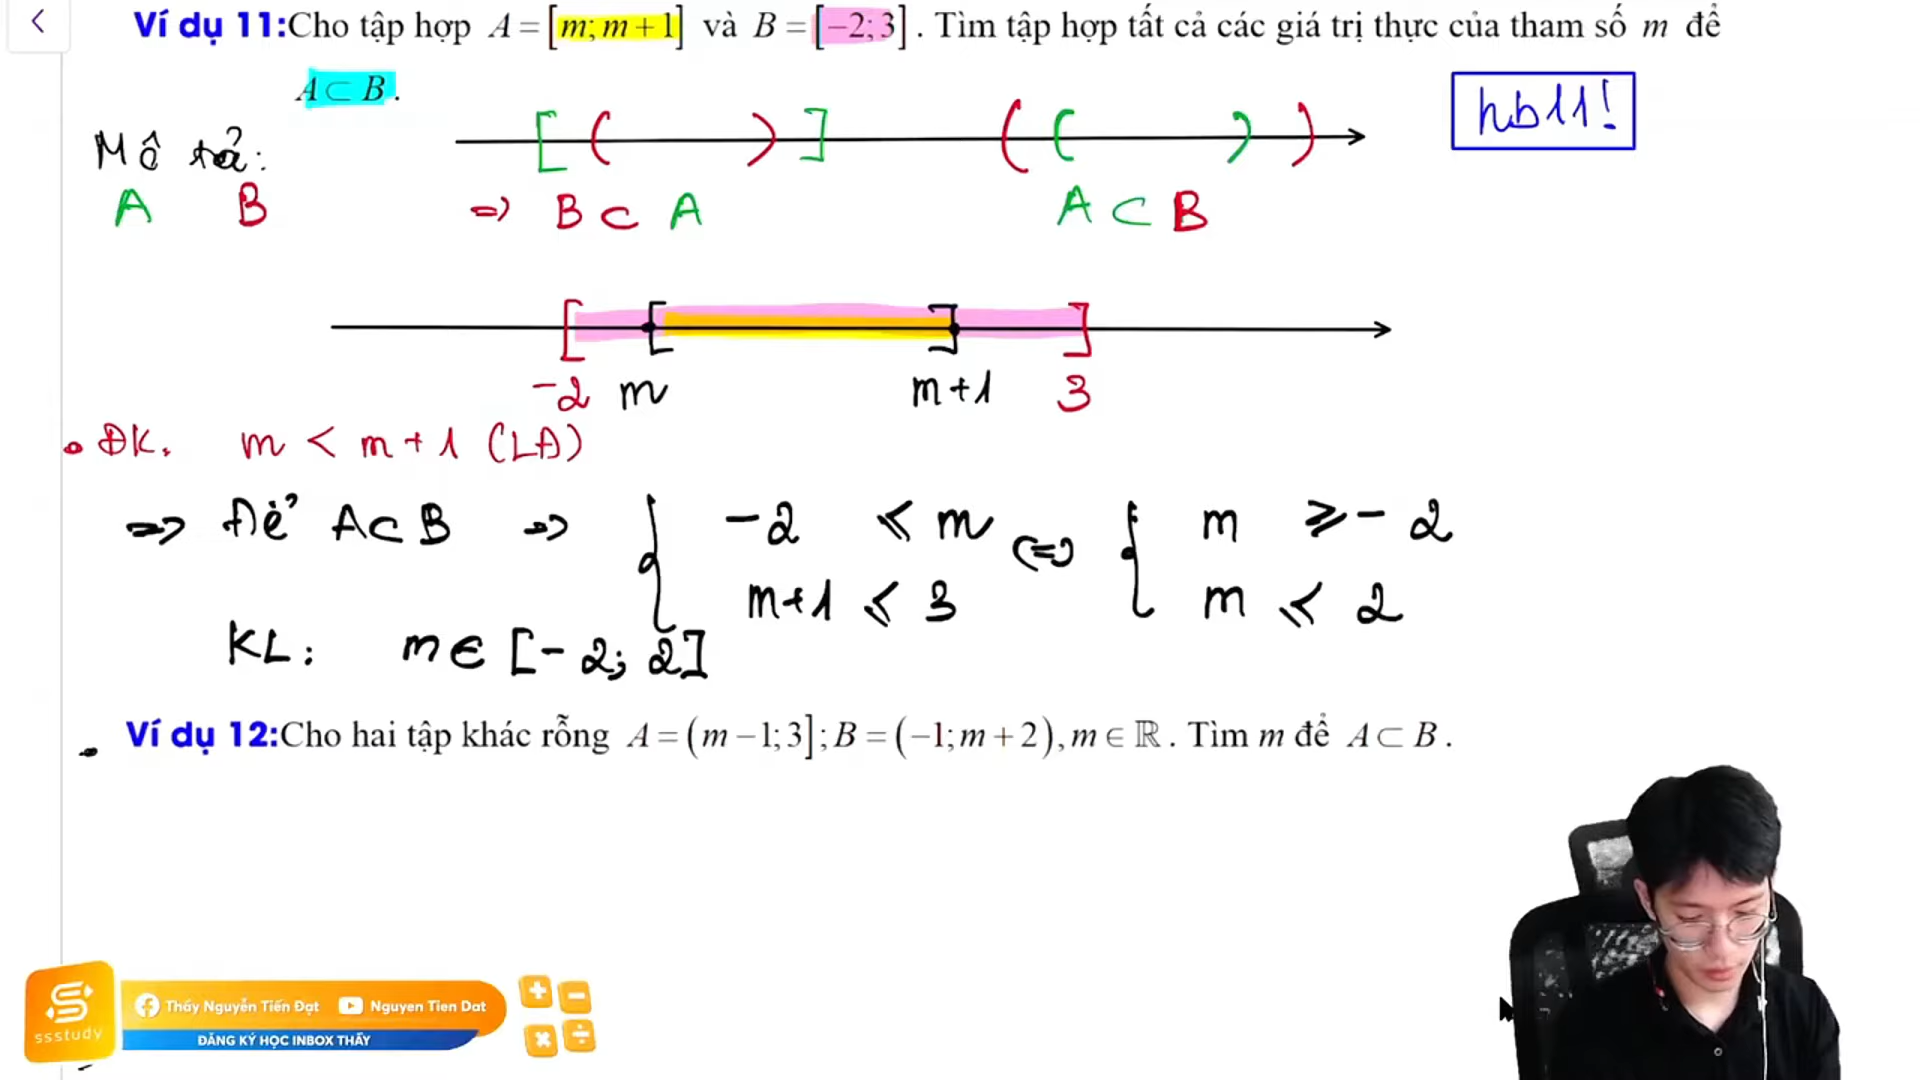 Ví dụ 11:Cho tập hợp A = [m; m + 1] và B = [−2; 3]. Tìm tập hợp tất cả các giá trị thực của tham số m để
A ⊂ B.
hb11!
Mô tả:
[ ( ) ] ( ( ) )
A B ⇒ B ⊂ A A ⊂ B
[ [ ] ]
-2 m m+1 3
• ĐK: m < m + 1 (LĐ)
⇒ Để A ⊂ B ⇒ { -2 ⩽ m ⇔ { m ⩾ -2
m+1 ⩽ 3 m ⩽ 2
KL: m ∈ [-2; 2]
Ví dụ 12:Cho hai tập khác rỗng A = (m − 1; 3]; B = (−1; m + 2), m ∈ ℝ. Tìm m để A ⊂ B.
ssstudy
Thầy Nguyễn Tiến Đạt Nguyen Tien Dat
ĐĂNG KÝ HỌC INBOX THẦY